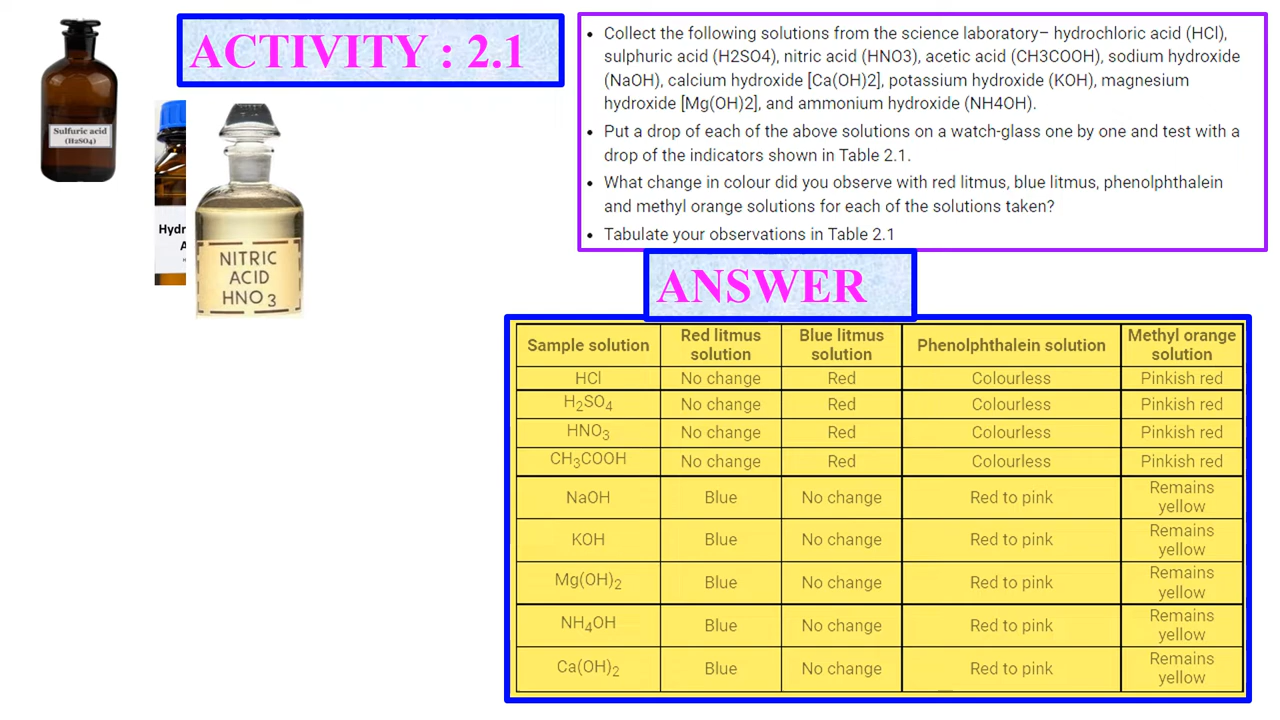 ACTIVITY : 2.1
Sulfuric acid
(H₂SO₄)
Hydr
A
NITRIC
ACID
HNO 3
• Collect the following solutions from the science laboratory– hydrochloric acid (HCl),
sulphuric acid (H2SO4), nitric acid (HNO3), acetic acid (CH3COOH), sodium hydroxide
(NaOH), calcium hydroxide [Ca(OH)2], potassium hydroxide (KOH), magnesium
hydroxide [Mg(OH)2], and ammonium hydroxide (NH4OH).
• Put a drop of each of the above solutions on a watch-glass one by one and test with a
drop of the indicators shown in Table 2.1.
• What change in colour did you observe with red litmus, blue litmus, phenolphthalein
and methyl orange solutions for each of the solutions taken?
• Tabulate your observations in Table 2.1
ANSWER
Sample solution Red litmus solution Blue litmus solution Phenolphthalein solution Methyl orange solution
HCl No change Red Colourless Pinkish red
H₂SO₄ No change Red Colourless Pinkish red
HNO₃ No change Red Colourless Pinkish red
CH₃COOH No change Red Colourless Pinkish red
NaOH Blue No change Red to pink Remains yellow
KOH Blue No change Red to pink Remains yellow
Mg(OH)₂ Blue No change Red to pink Remains yellow
NH₄OH Blue No change Red to pink Remains yellow
Ca(OH)₂ Blue No change Red to pink Remains yellow